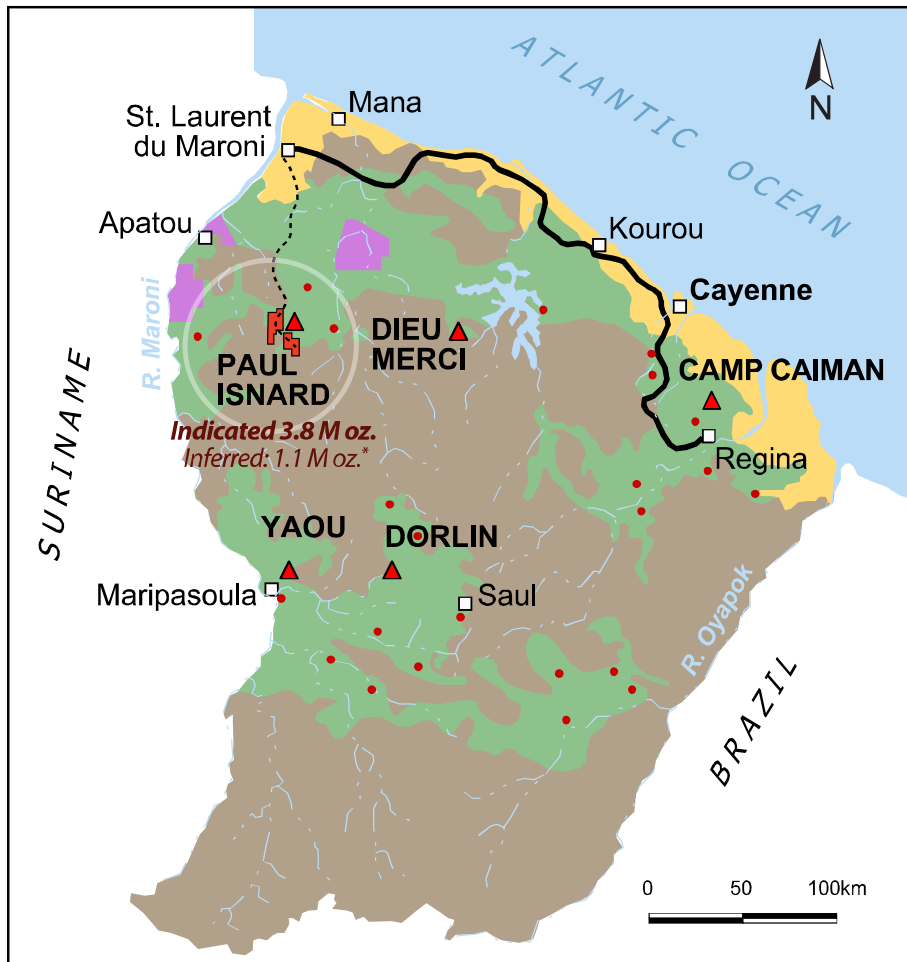 ATLANTIC OCEAN
N
Mana
St. Laurent
du Maroni
Kourou
Apatou
Cayenne
R. Maroni
DIEU
MERCI
PAUL
ISNARD
CAMP CAIMAN
Indicated 3.8 M oz.
Inferred: 1.1 M oz.*
Regina
SURINAME
YAOU
DORLIN
Maripasoula
Saul
R. Oyapok
BRAZIL
0 50 100km